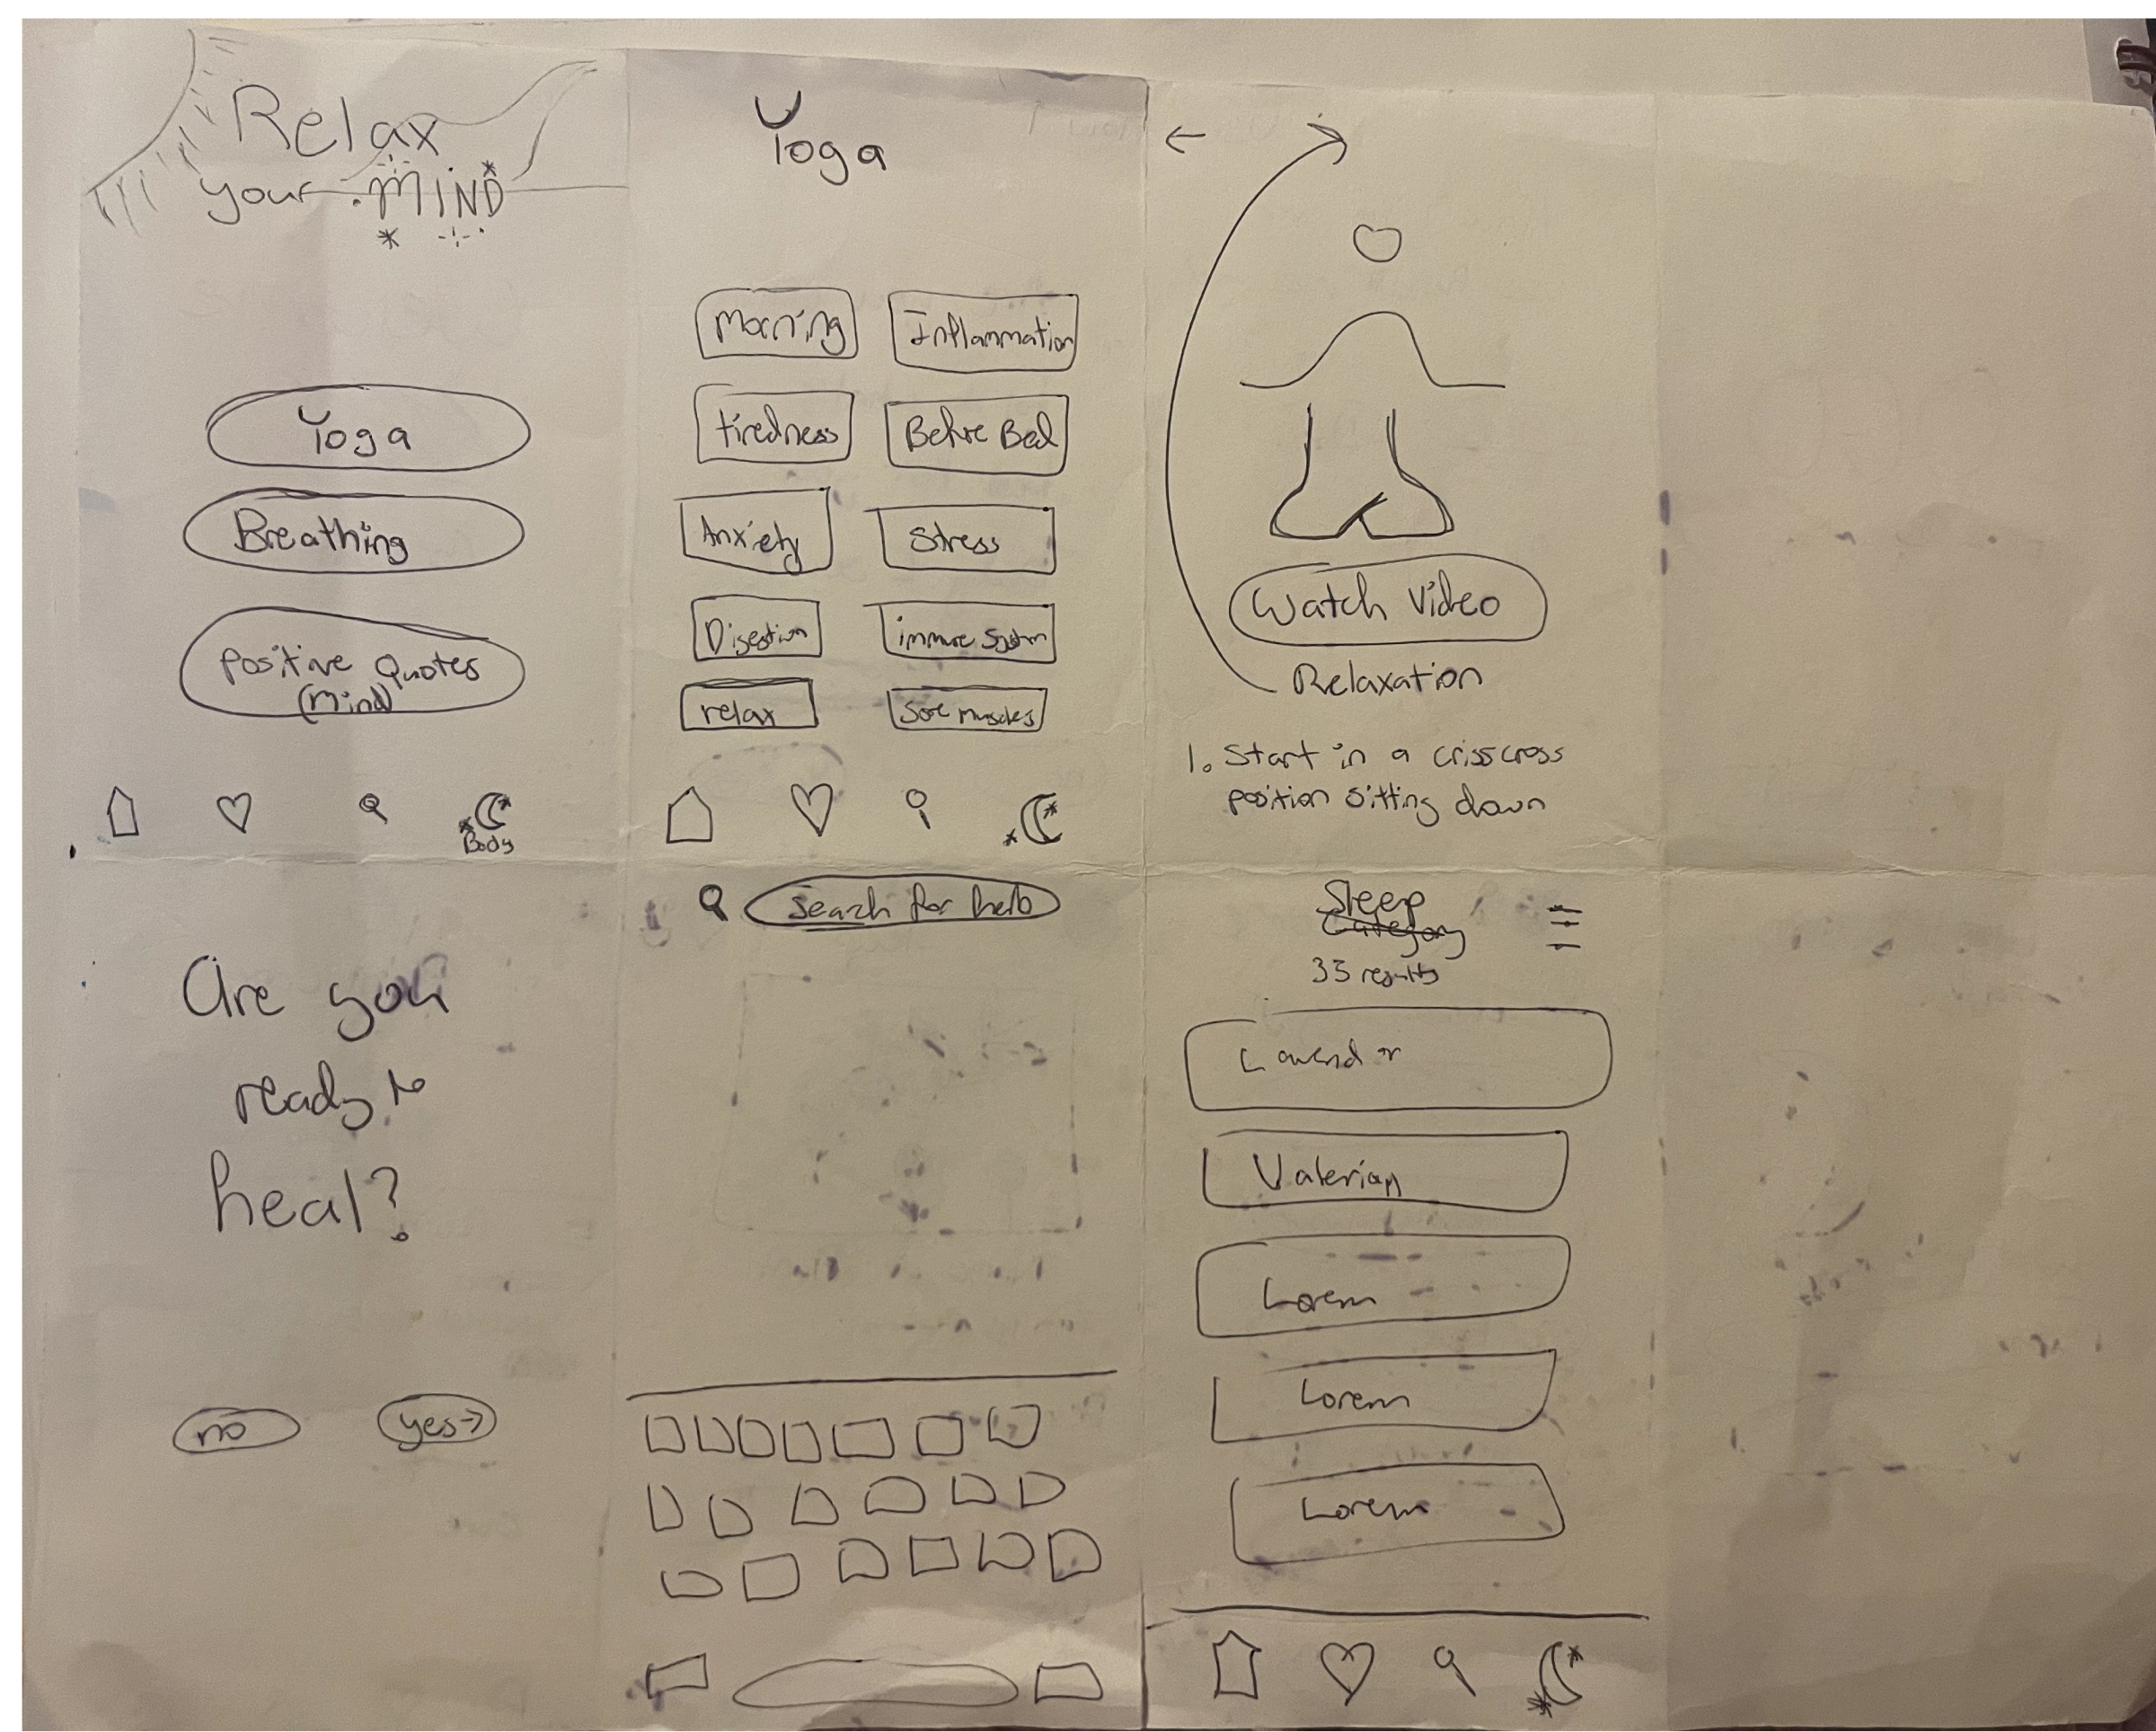 Relax
your MIND
Yoga
Breathing
Positive Quotes
(Mind)
Body
Yoga
Morning
Inflammation
tiredness
Before Bed
Anxiety
Stress
Digestion
immune System
relax
Sore muscles
Watch Video
Relaxation
1. Start in a crisscross
position sitting down
Are you
ready to
heal?
no
yes→
Search for herb
Sleep
Category
33 results
Lavender
Valerian
Lorem
Lorem
Lorem